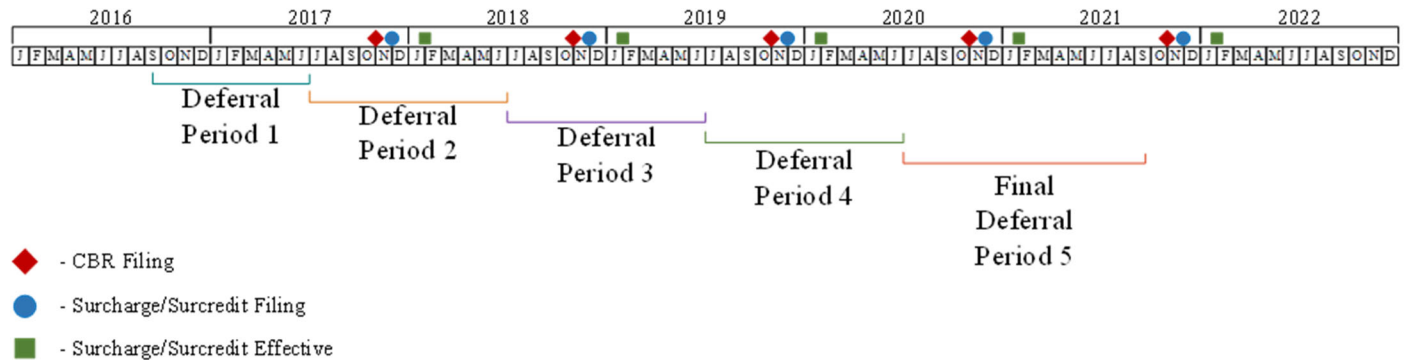 2016 2017 2018 2019 2020 2021 2022
J F M A M J J A S O N D J F M A M J J A S O N D J F M A M J J A S O N D J F M A M J J A S O N D J F M A M J J A S O N D J F M A M J J A S O N D J F M A M J J A S O N D
Deferral
Period 1
Deferral
Period 2
Deferral
Period 3
Deferral
Period 4
Final
Deferral
Period 5
- CBR Filing
- Surcharge/Surcredit Filing
- Surcharge/Surcredit Effective